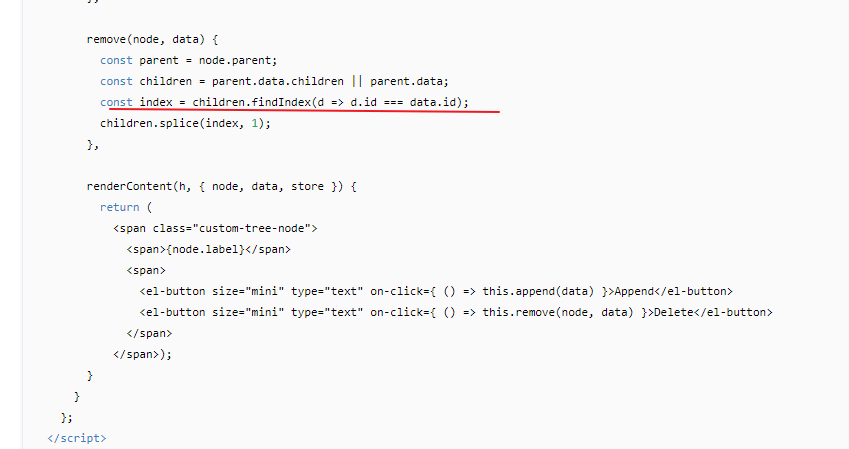 },
remove(node, data) {
const parent = node.parent;
const children = parent.data.children || parent.data;
const index = children.findIndex(d => d.id === data.id);
children.splice(index, 1);
},
renderContent(h, { node, data, store }) {
return (
<span class="custom-tree-node">
<span>{node.label}</span>
<span>
<el-button size="mini" type="text" on-click={ () => this.append(data) }>Append</el-button>
<el-button size="mini" type="text" on-click={ () => this.remove(node, data) }>Delete</el-button>
</span>
</span>);
}
}
};
</script>